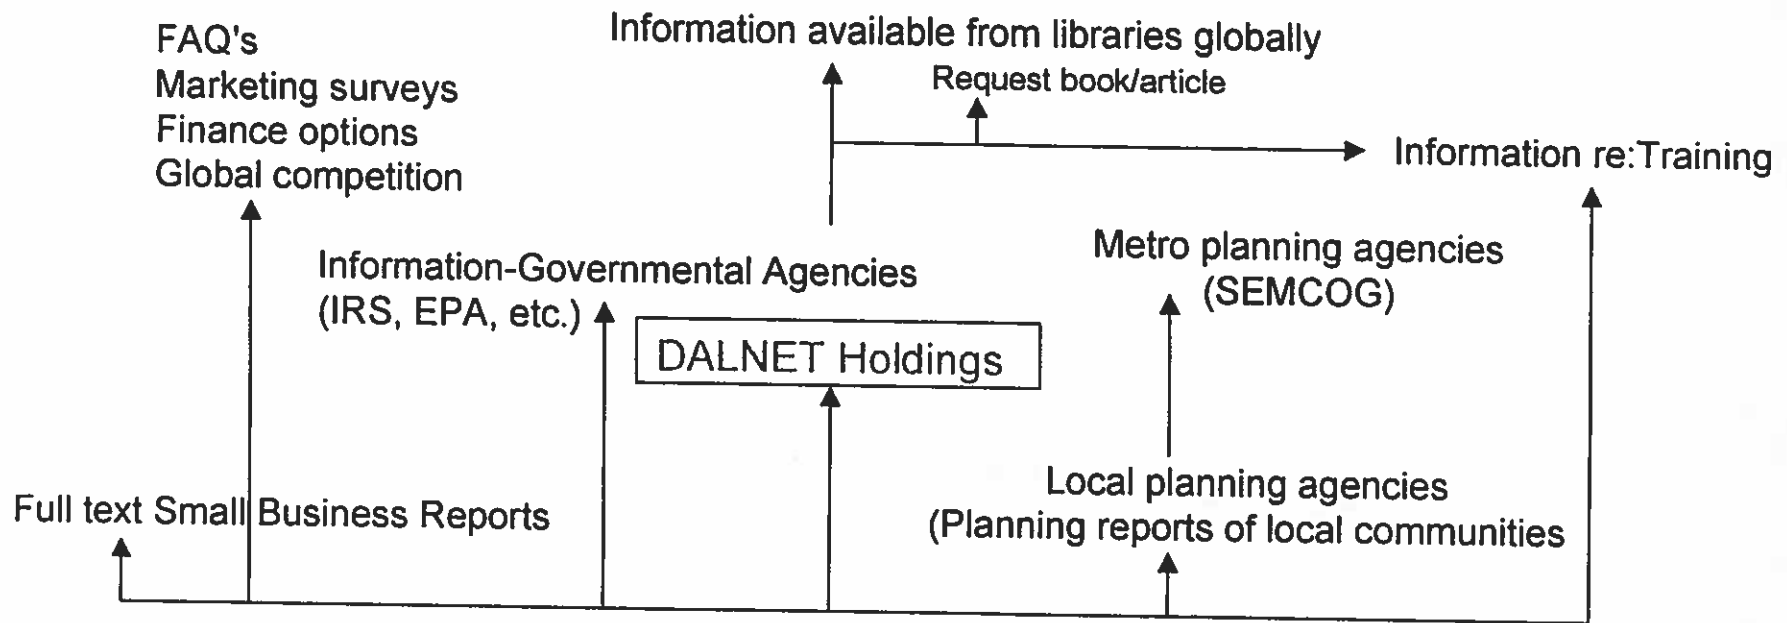 FAQ's
Marketing surveys
Finance options
Global competition
Information available from libraries globally
Request book/article
Information re:Training
Information-Governmental Agencies
(IRS, EPA, etc.)
Metro planning agencies
(SEMCOG)
DALNET Holdings
Full text Small Business Reports
Local planning agencies
(Planning reports of local communities